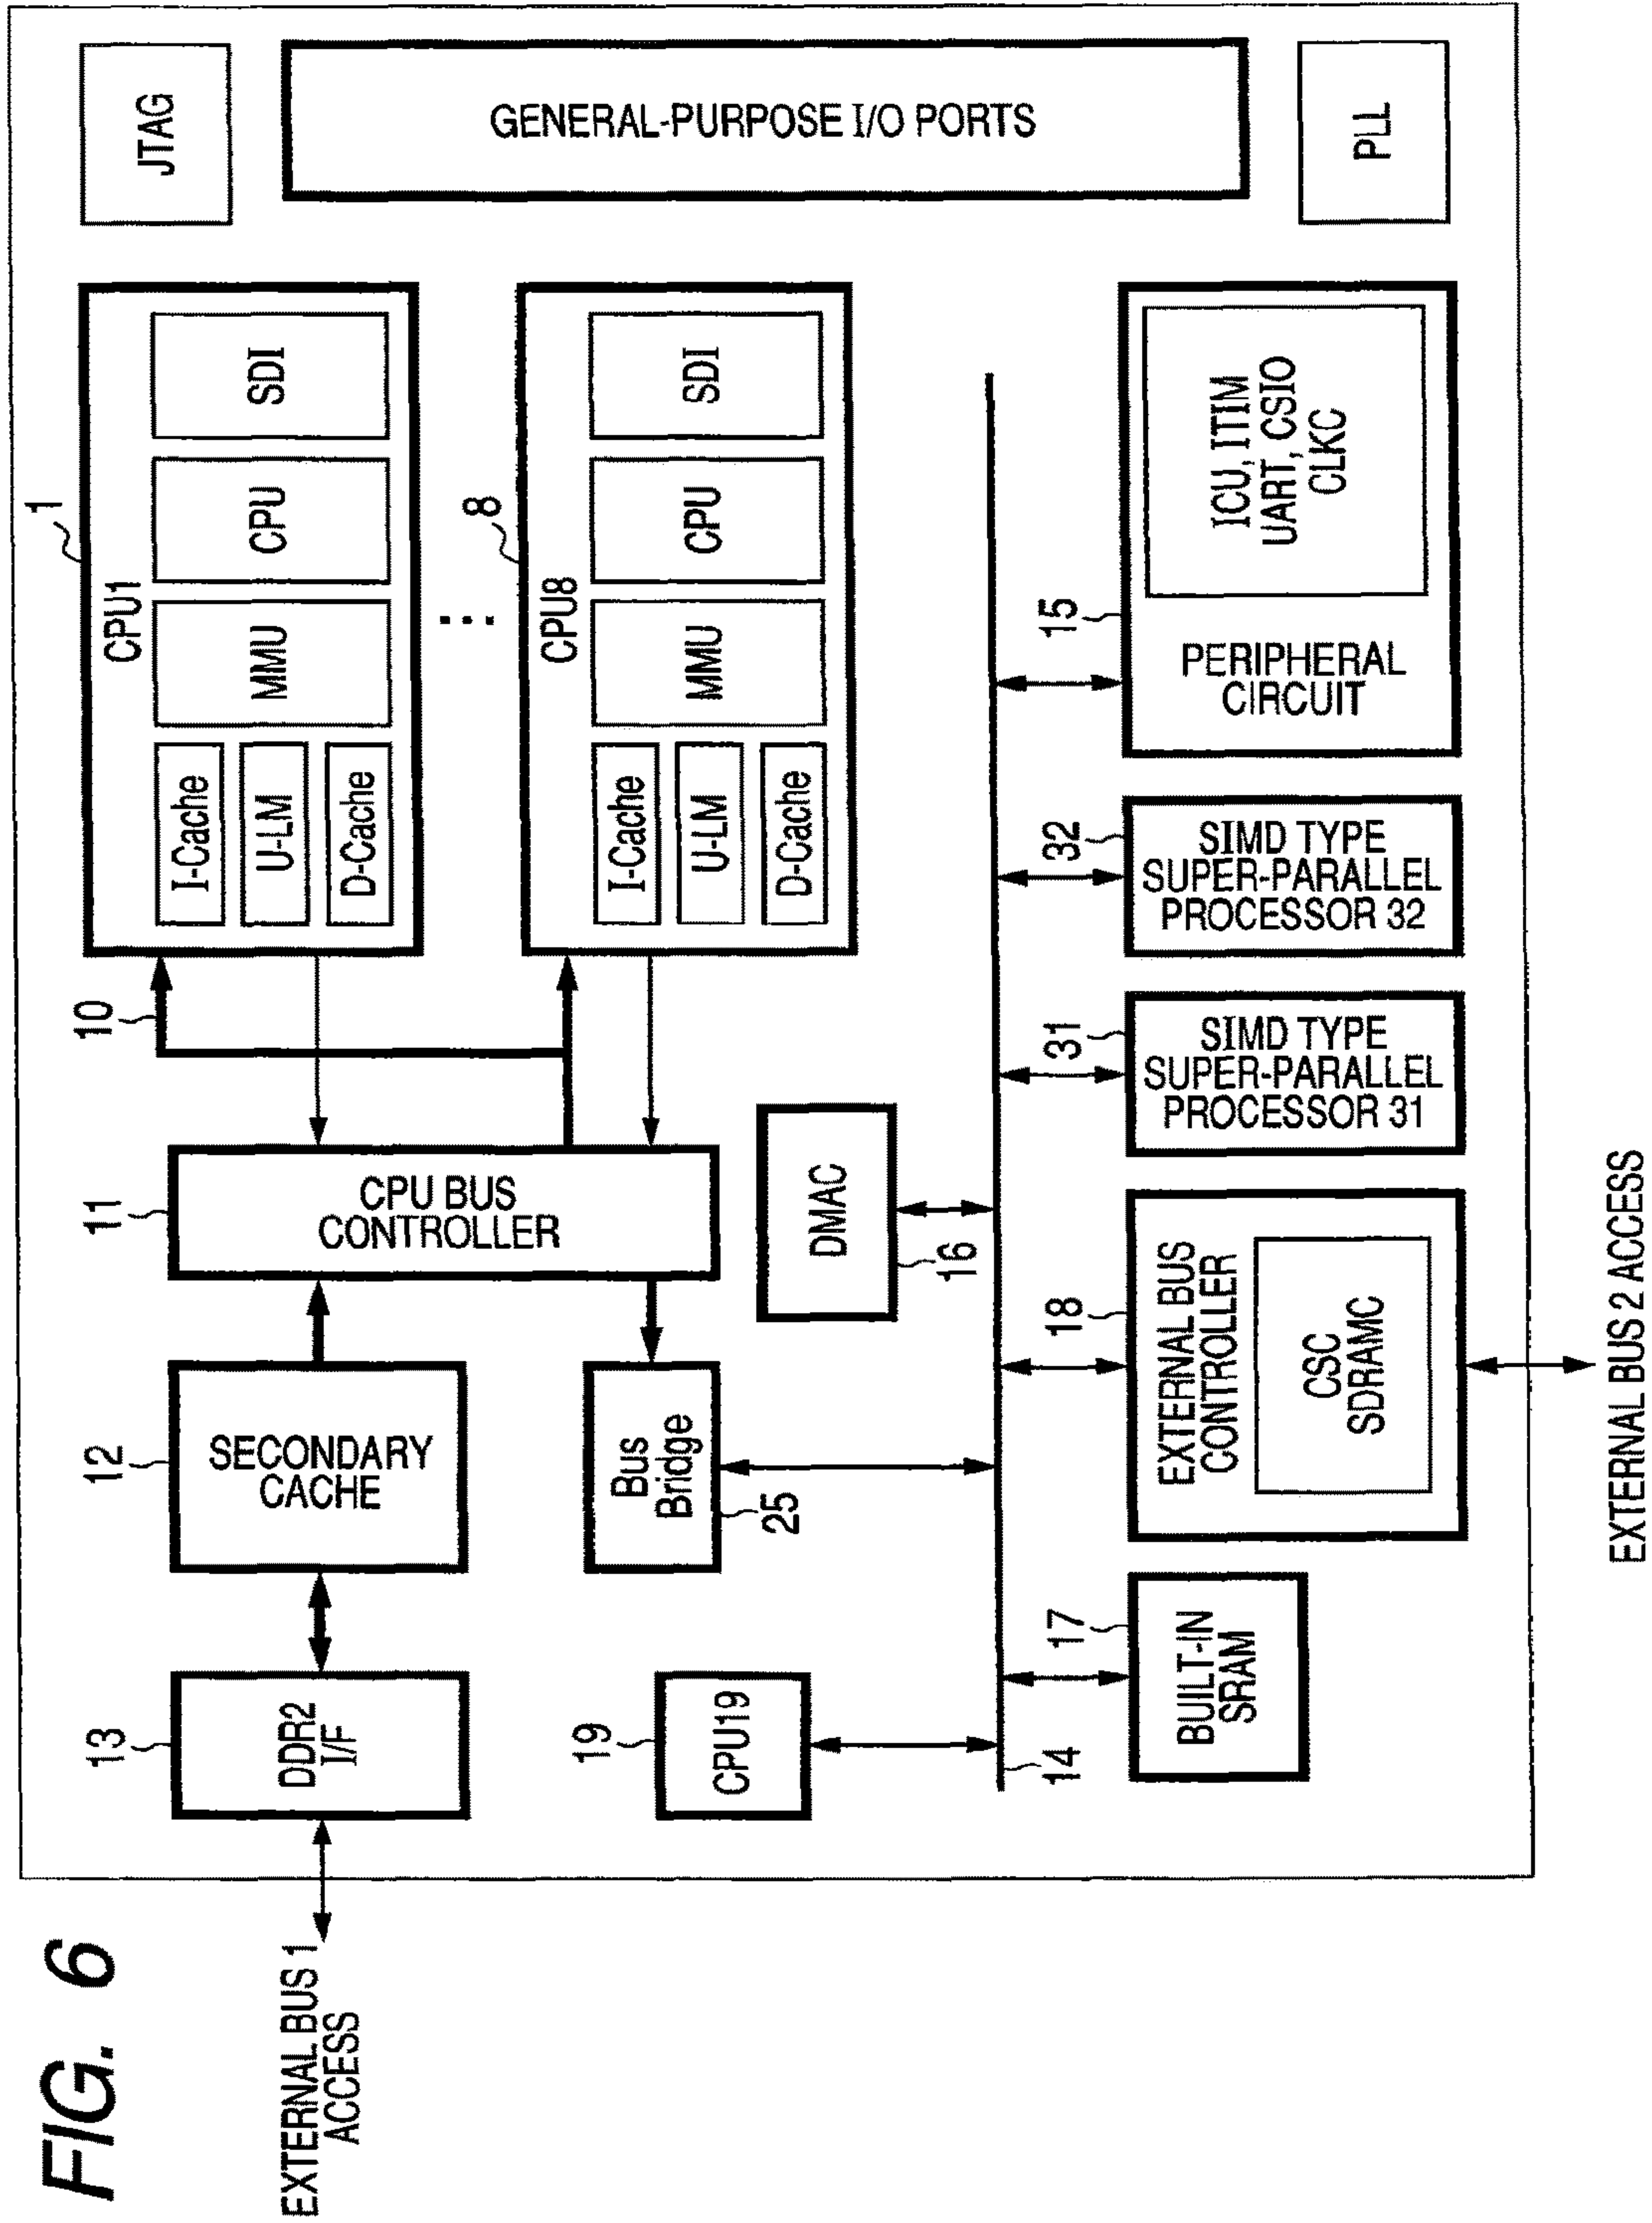 FIG. 6
EXTERNAL BUS 1
ACCESS
13
DDR2
I/F
12
SECONDARY
CACHE
11
CPU BUS
CONTROLLER
10
1
CPU1
I-Cache
U-LM
D-Cache
MMU
CPU
SDI
JTAG
8
CPU8
I-Cache
U-LM
D-Cache
MMU
CPU
SDI
GENERAL-PURPOSE I/O PORTS
19
CPU19
Bus
Bridge
25
DMAC
16
14
17
BUILT-IN
SRAM
18
EXTERNAL BUS
CONTROLLER
CSC
SDRAMC
31
SIMD TYPE
SUPER-PARALLEL
PROCESSOR 31
32
SIMD TYPE
SUPER-PARALLEL
PROCESSOR 32
15
PERIPHERAL
CIRCUIT
ICU, ITIM
UART, CSIO
CLKC
PLL
EXTERNAL BUS 2 ACCESS